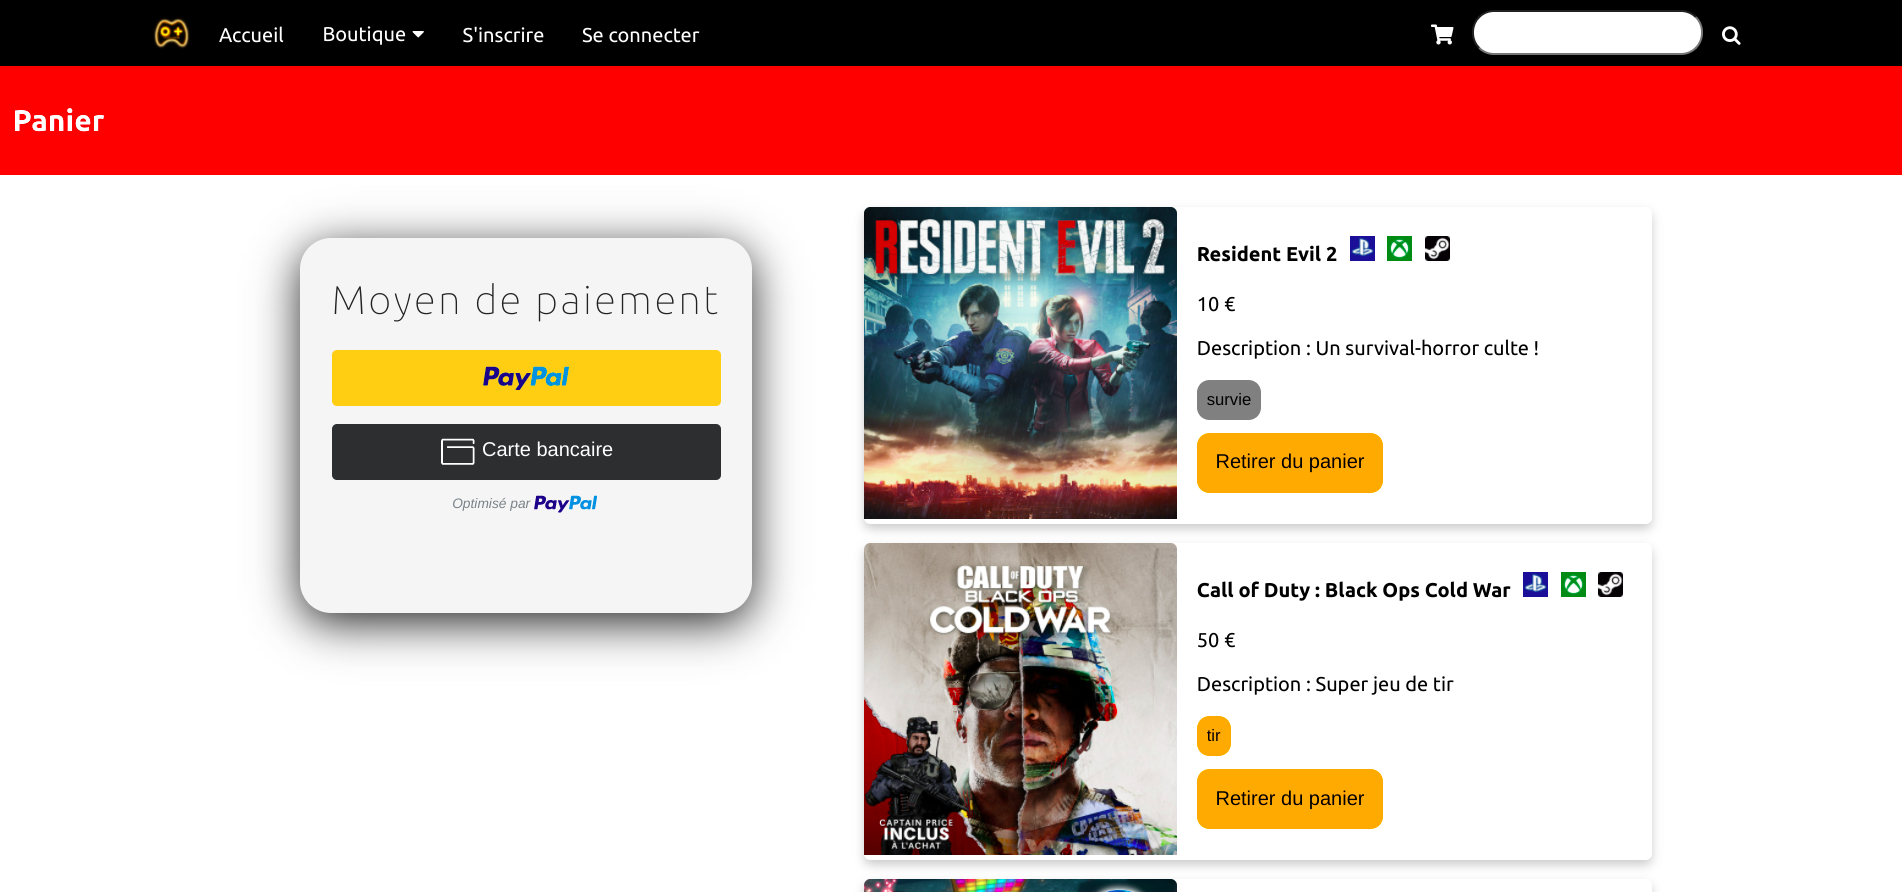 Accueil
Boutique
S'inscrire
Se connecter
Panier
Moyen de paiement
PayPal
Carte bancaire
Optimisé par PayPal
RESIDENT EVIL 2
Resident Evil 2
10 €
Description : Un survival-horror culte !
survie
Retirer du panier
CALL OF DUTY
BLACK OPS
COLD WAR
CAPTAIN PRICE
INCLUS
À L'ACHAT
Call of Duty : Black Ops Cold War
50 €
Description : Super jeu de tir
tir
Retirer du panier